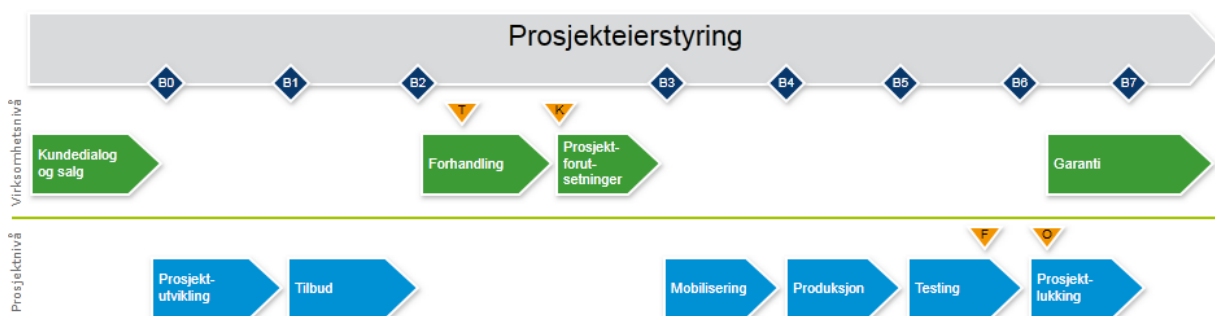 Prosjekteierstyring
B0 B1 B2 B3 B4 B5 B6 B7
Virksomhetsnivå
T K
Kundedialog
og salg
Forhandling
Prosjekt-
forut-
setninger
Garanti
Prosjektnivå
F O
Prosjekt-
utvikling
Tilbud
Mobilisering
Produksjon
Testing
Prosjekt-
lukking